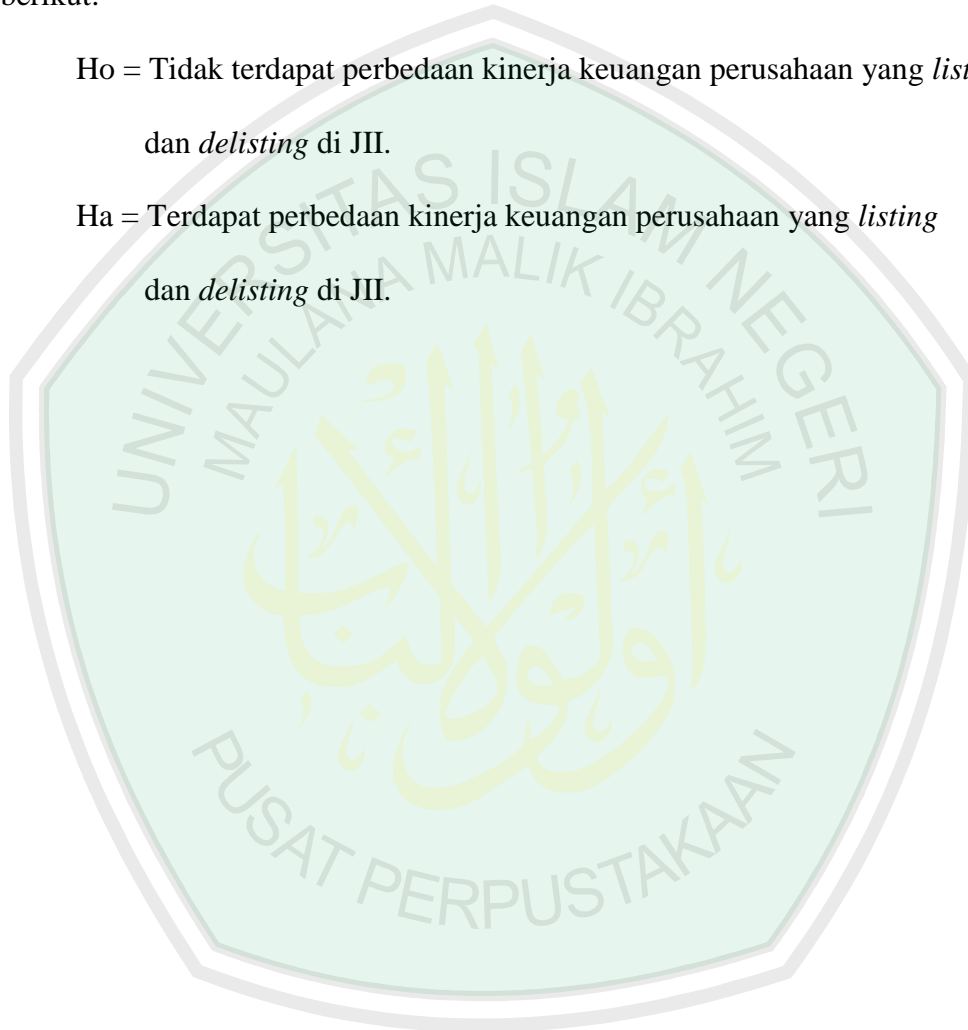 berikut:
Ho = Tidak terdapat perbedaan kinerja keuangan perusahaan yang
dan delisting di JII.
Ha = Terdapat perbedaan kinerja keuangan perusahaan yang listing
dan delisting di JII.
UNIVERSITAS ISLAM NEGERI
MAULANA MALIK IBRAHIM
PUSAT PERPUSTAKAAN